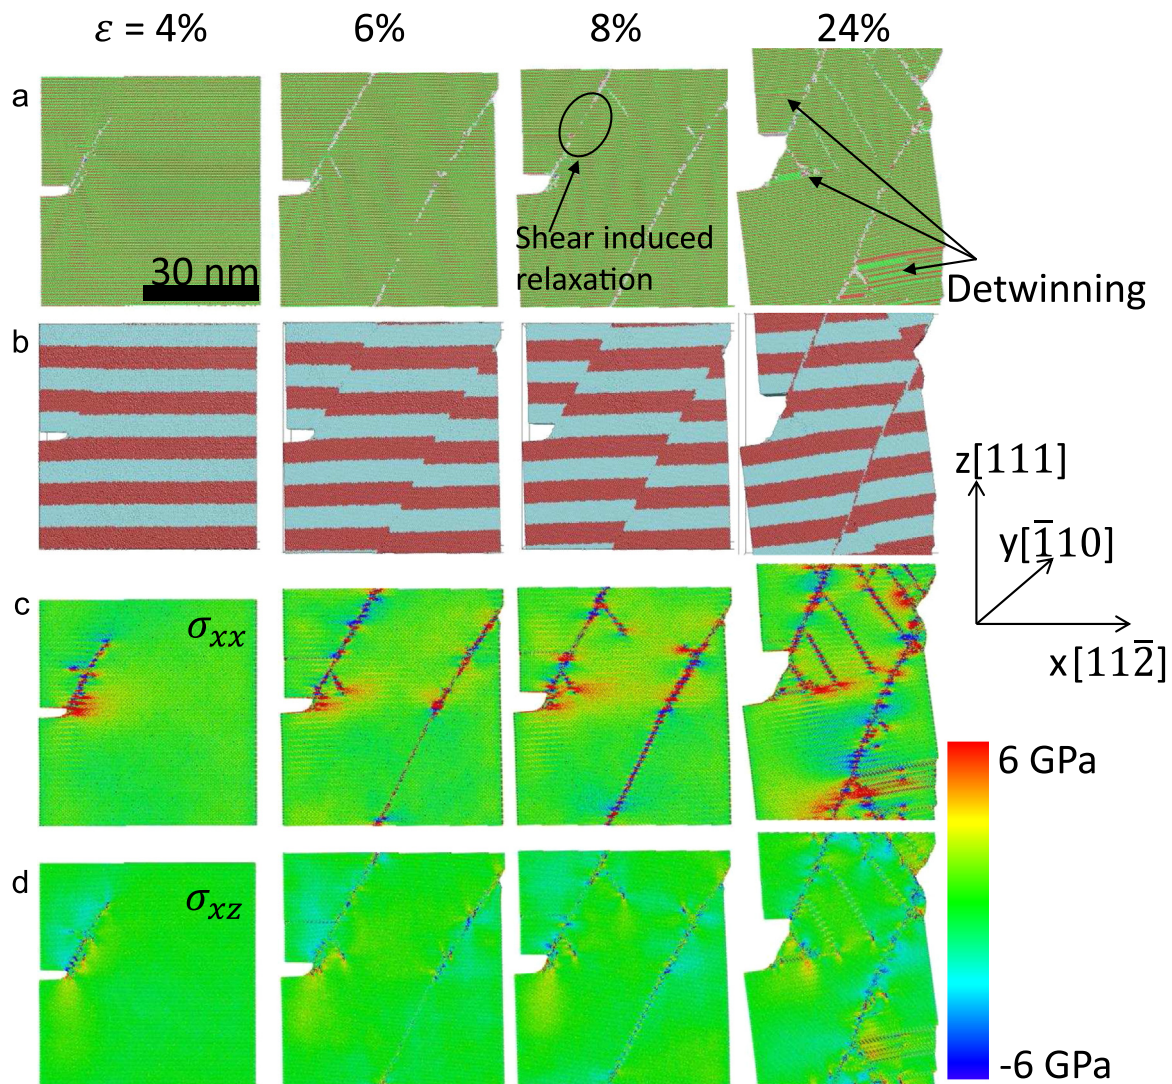 ε = 4% 6% 8% 24%
a
Shear induced
relaxation
30 nm
Detwinning
b
z[111]
y[1̅10]
x[112̅]
c
σxx
6 GPa
d
σxz
-6 GPa